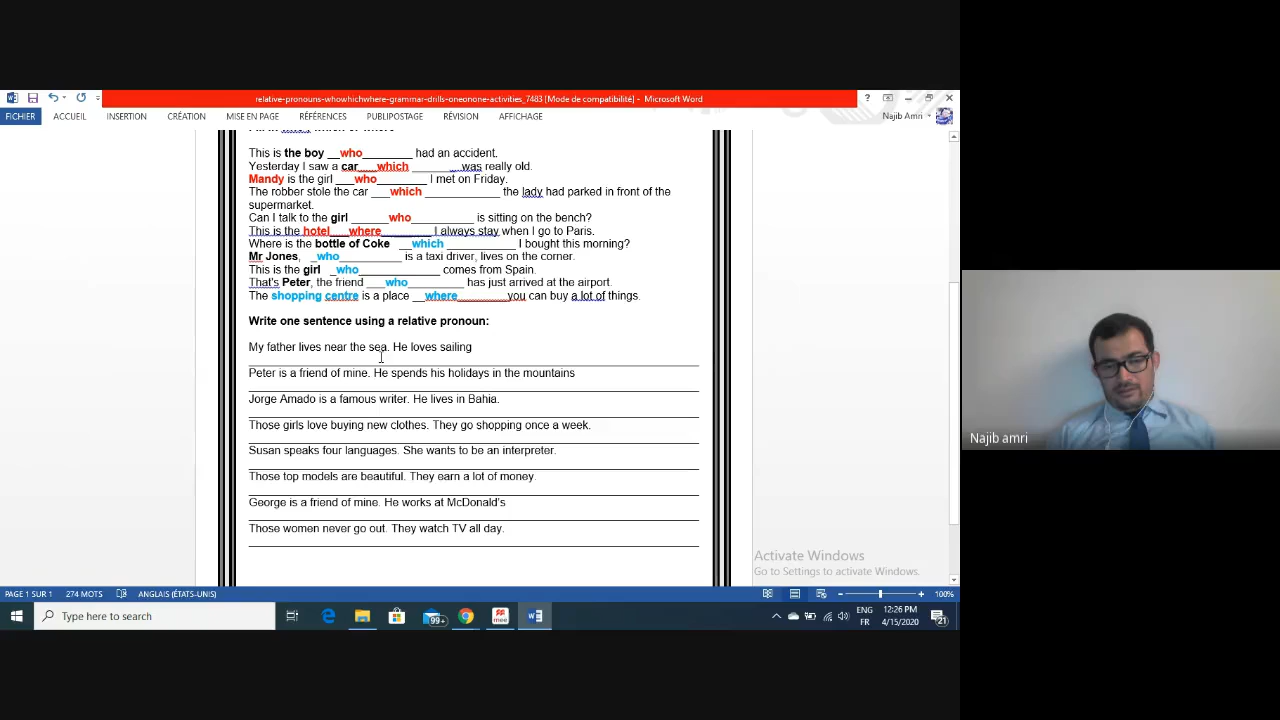 relative-pronouns-whowhichwhere-grammar-drills-oneonone-activities_7483 [Mode de compatibilité] - Microsoft Word
FICHIER ACCUEIL INSERTION CRÉATION MISE EN PAGE RÉFÉRENCES PUBLIPOSTAGE RÉVISION AFFICHAGE Najib Amri
This is the boy __who________ had an accident.
Yesterday I saw a car___which _______was really old.
Mandy is the girl ___who________ I met on Friday.
The robber stole the car ___which ____________ the lady had parked in front of the
supermarket.
Can I talk to the girl ______who__________ is sitting on the bench?
This is the hotel___where________ I always stay when I go to Paris.
Where is the bottle of Coke __which ___________ I bought this morning?
Mr Jones, _who__________ is a taxi driver, lives on the corner.
This is the girl _who_____________ comes from Spain.
That's Peter, the friend ___who_________ has just arrived at the airport.
The shopping centre is a place __where________you can buy a lot of things.
Write one sentence using a relative pronoun:
My father lives near the sea. He loves sailing
Peter is a friend of mine. He spends his holidays in the mountains
Jorge Amado is a famous writer. He lives in Bahia.
Those girls love buying new clothes. They go shopping once a week.
Susan speaks four languages. She wants to be an interpreter.
Those top models are beautiful. They earn a lot of money.
George is a friend of mine. He works at McDonald's
Those women never go out. They watch TV all day.
Najib amri
Activate Windows
Go to Settings to activate Windows.
PAGE 1 SUR 1 274 MOTS ANGLAIS (ÉTATS-UNIS) 100%
Type here to search 99+ ENG 12:26 PM
FR 4/15/2020 21